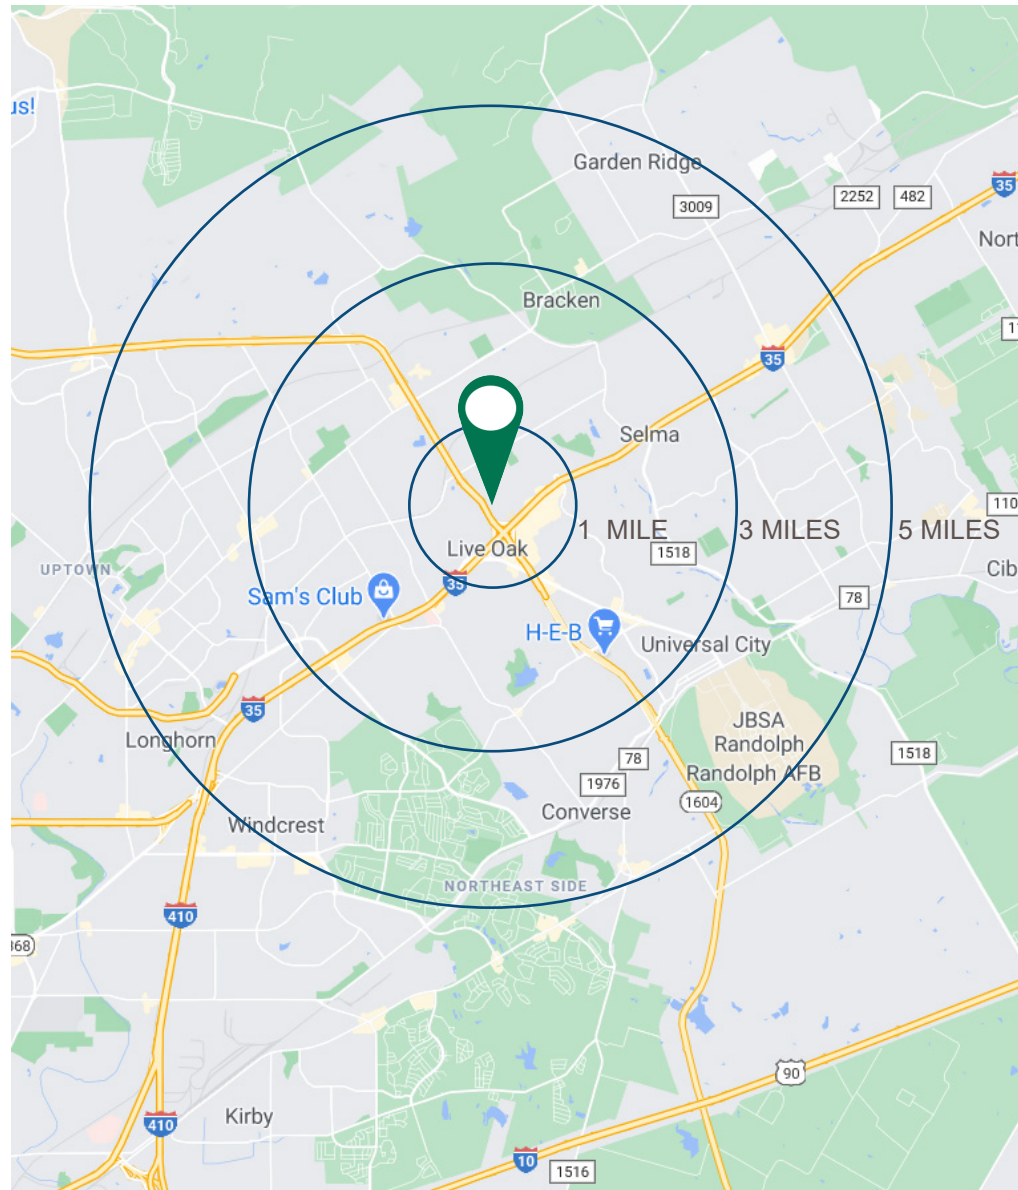 us!
Garden Ridge
35
2252
482
3009
Nort
Bracken
11
35
Selma
110
1 MILE
3 MILES
5 MILES
Live Oak
1518
UPTOWN
Cib
35
Sam's Club
78
H-E-B
Universal City
35
JBSA
Randolph
Longhorn
1518
78
Randolph AFB
1976
1604
Converse
Windcrest
NORTHEAST SIDE
410
368
90
Kirby
410
10
1516